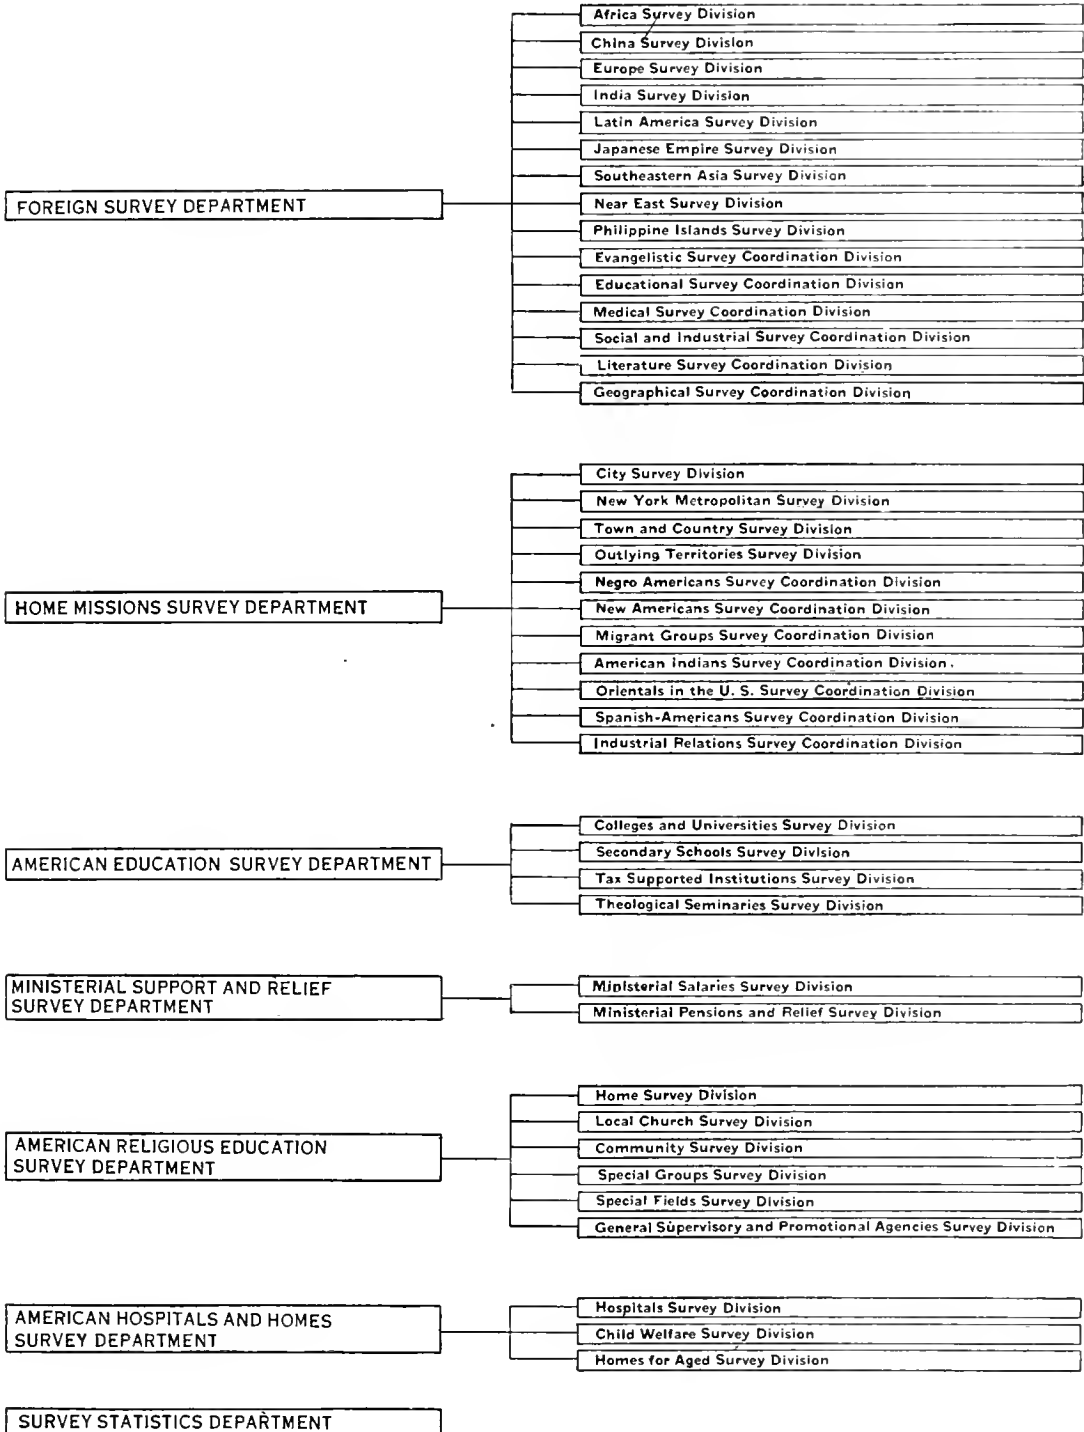 FOREIGN SURVEY DEPARTMENT
Africa Survey Division
China Survey Division
Europe Survey Division
India Survey Division
Latin America Survey Division
Japanese Empire Survey Division
Southeastern Asia Survey Division
Near East Survey Division
Philippine Islands Survey Division
Evangelistic Survey Coordination Division
Educational Survey Coordination Division
Medical Survey Coordination Division
Social and Industrial Survey Coordination Division
Literature Survey Coordination Division
Geographical Survey Coordination Division
HOME MISSIONS SURVEY DEPARTMENT
City Survey Division
New York Metropolitan Survey Division
Town and Country Survey Division
Outlying Territories Survey Division
Negro Americans Survey Coordination Division
New Americans Survey Coordination Division
Migrant Groups Survey Coordination Division
American Indians Survey Coordination Division.
Orientals in the U. S. Survey Coordination Division
Spanish-Americans Survey Coordination Division
Industrial Relations Survey Coordination Division
AMERICAN EDUCATION SURVEY DEPARTMENT
Colleges and Universities Survey Division
Secondary Schools Survey Division
Tax Supported Institutions Survey Division
Theological Seminaries Survey Division
MINISTERIAL SUPPORT AND RELIEF
SURVEY DEPARTMENT
Ministerial Salaries Survey Division
Ministerial Pensions and Relief Survey Division
AMERICAN RELIGIOUS EDUCATION
SURVEY DEPARTMENT
Home Survey Division
Local Church Survey Division
Community Survey Division
Special Groups Survey Division
Special Fields Survey Division
General Supervisory and Promotional Agencies Survey Division
AMERICAN HOSPITALS AND HOMES
SURVEY DEPARTMENT
Hospitals Survey Division
Child Welfare Survey Division
Homes for Aged Survey Division
SURVEY STATISTICS DEPARTMENT